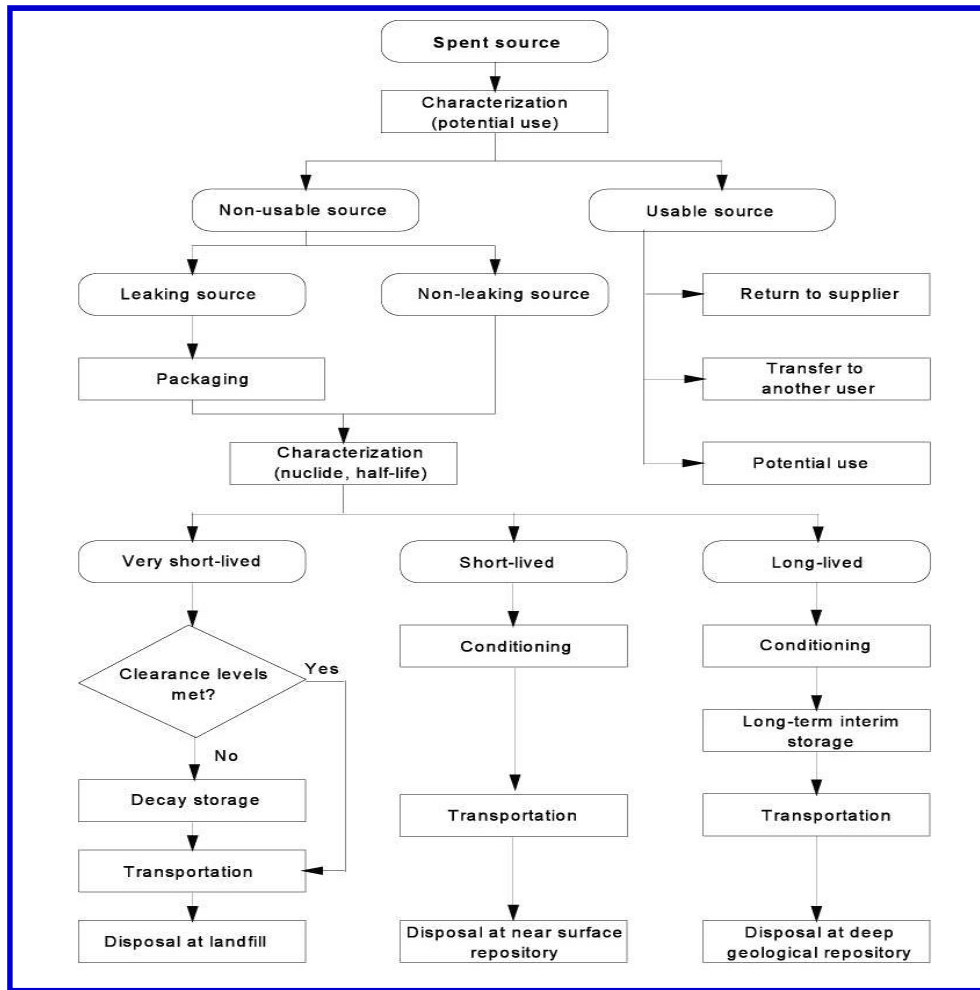 Spent source
Characterization
(potential use)
Non-usable source
Usable source
Leaking source
Non-leaking source
Return to supplier
Packaging
Transfer to
another user
Characterization
(nuclide, half-life)
Potential use
Very short-lived
Short-lived
Long-lived
Clearance levels
met?
Yes
No
Conditioning
Conditioning
Long-term interim
storage
Decay storage
Transportation
Transportation
Transportation
Disposal at landfill
Disposal at near surface
repository
Disposal at deep
geological repository